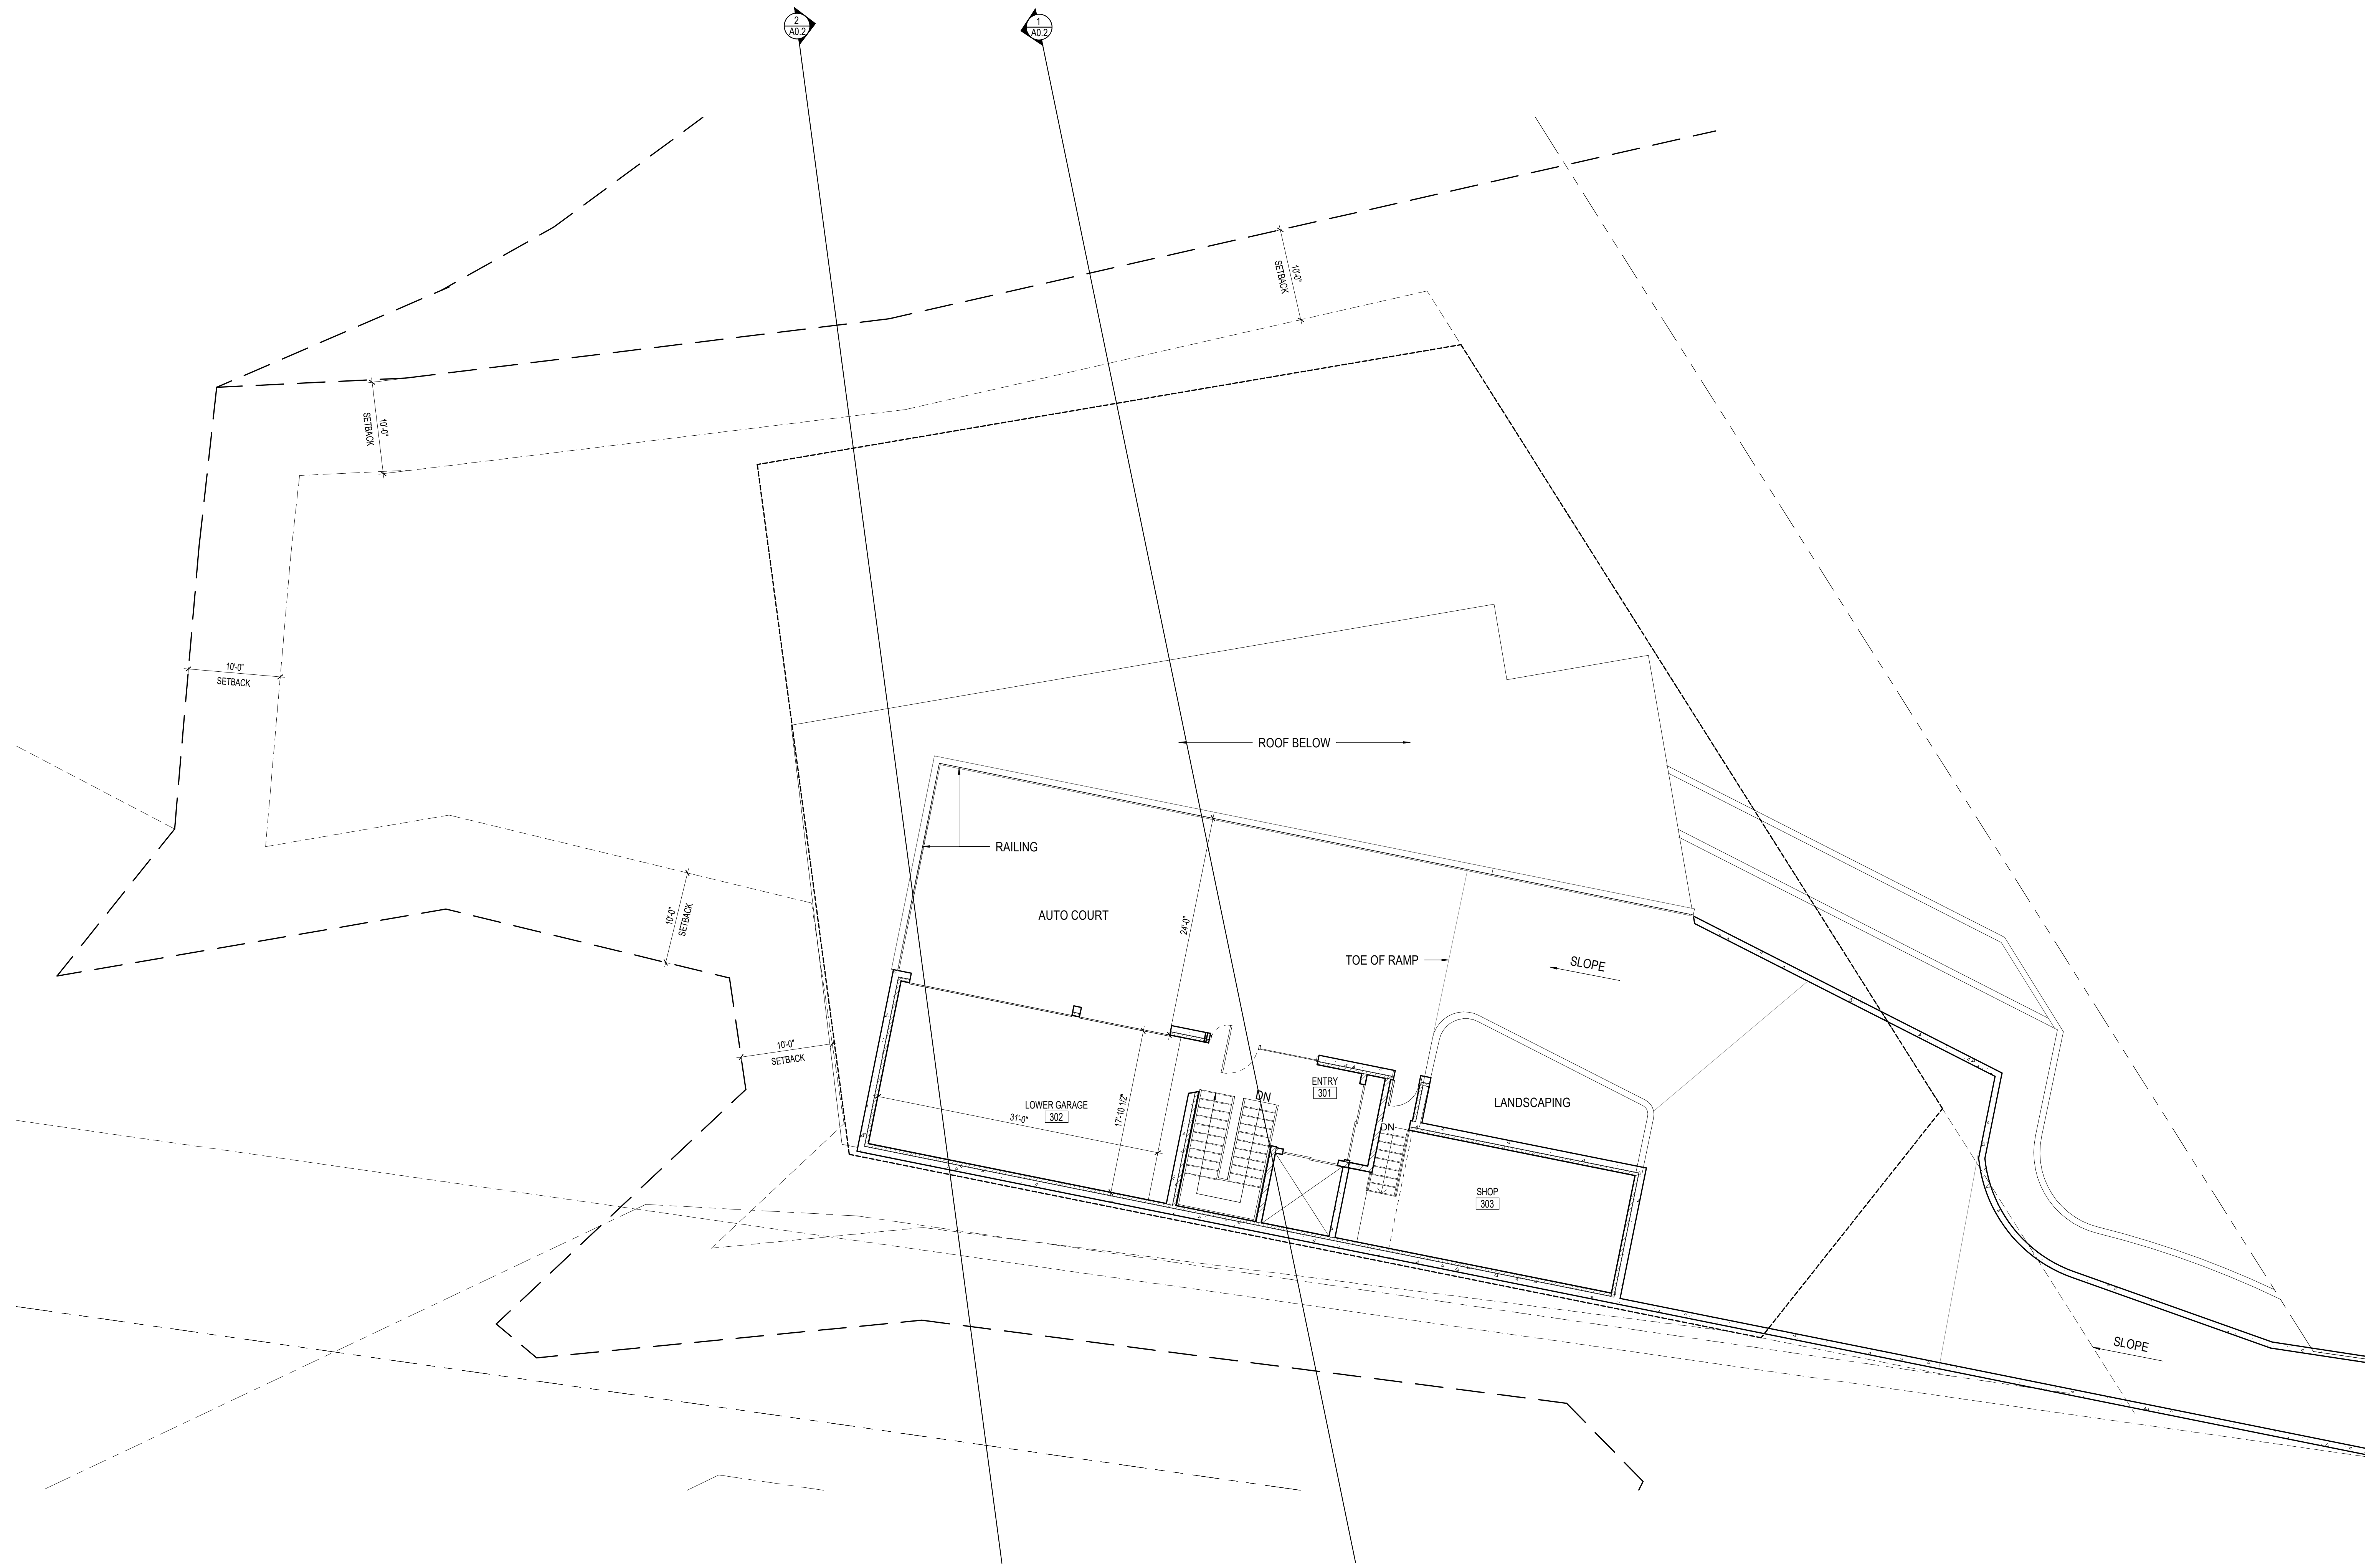 2
A0.2
1
A0.2
10'-0"
SETBACK
10'-0"
SETBACK
10'-0"
SETBACK
ROOF BELOW
RAILING
AUTO COURT
24'-0"
10'-0"
SETBACK
TOE OF RAMP
SLOPE
10'-0"
SETBACK
ENTRY
301
DN
LOWER GARAGE
302
31'-0"
17'-10 1/2"
LANDSCAPING
DN
SHOP
303
SLOPE